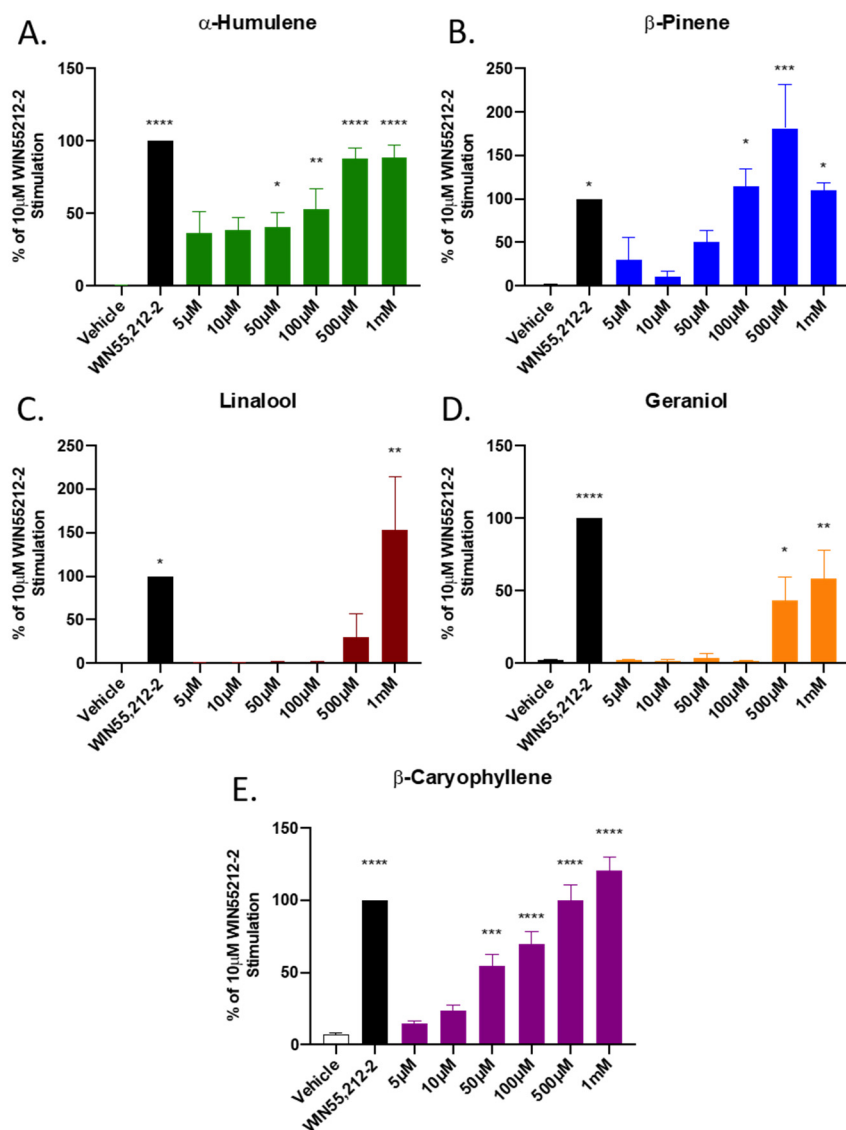 A.
α-Humulene
% of 10μM WIN55212-2
Stimulation
150
100
50
0
****
*
**
****
****
Vehicle
WIN55,212-2
5μM
10μM
50μM
100μM
500μM
1mM
B.
β-Pinene
% of 10μM WIN55212-2
Stimulation
250
200
150
100
50
0
*
*
***
*
Vehicle
WIN55,212-2
5μM
10μM
50μM
100μM
500μM
1mM
C.
Linalool
% of 10μM WIN55212-2
Stimulation
250
200
150
100
50
0
*
**
Vehicle
WIN55,212-2
5μM
10μM
50μM
100μM
500μM
1mM
D.
Geraniol
% of 10μM WIN55212-2
Stimulation
150
100
50
0
****
*
**
Vehicle
WIN55,212-2
5μM
10μM
50μM
100μM
500μM
1mM
E.
β-Caryophyllene
% of 10μM WIN55212-2
Stimulation
150
100
50
0
****
***
****
****
****
Vehicle
WIN55,212-2
5μM
10μM
50μM
100μM
500μM
1mM